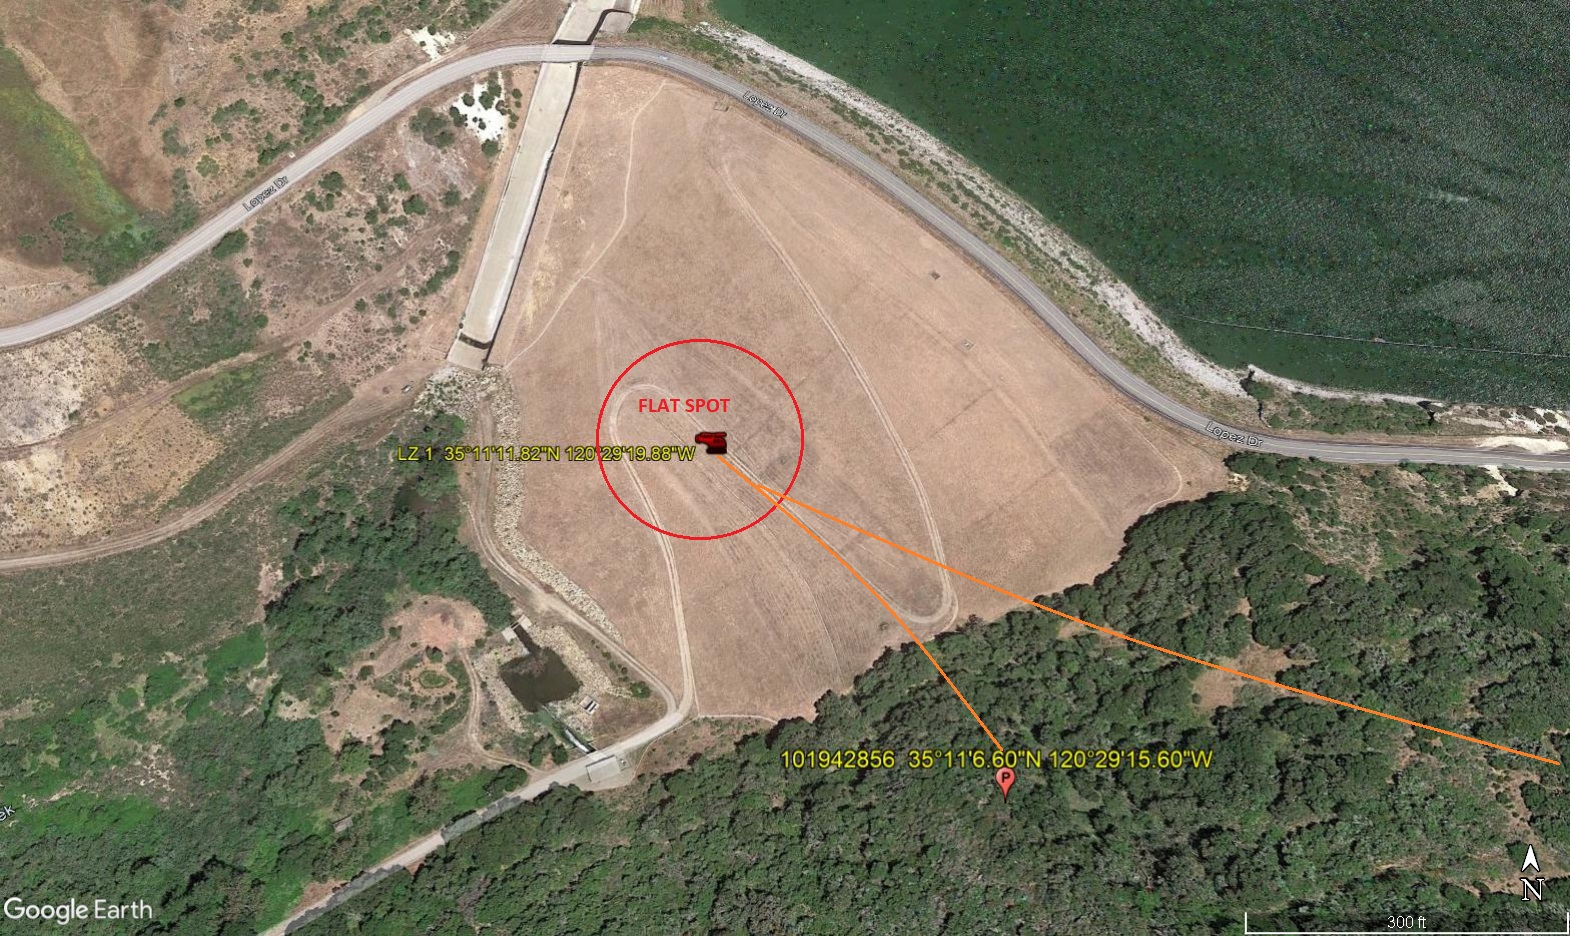 Lopez Dr
Lopez Dr
FLAT SPOT
Lopez Dr
LZ 1 35°11'11.82"N 120°29'19.88"W
101942856 35°11'6.60"N 120°29'15.60"W
P
ek
N
Google Earth
300 ft